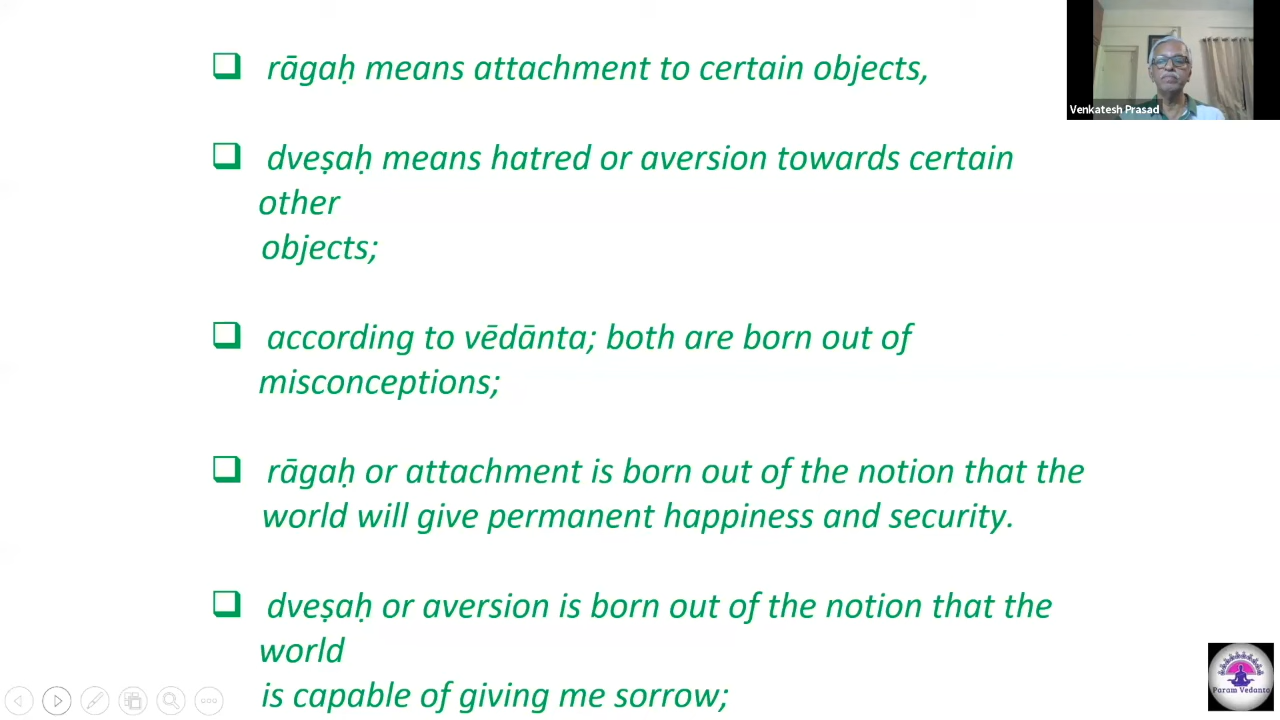 rāgaḥ means attachment to certain objects,
dveṣaḥ means hatred or aversion towards certain
other
objects;
according to vēdānta; both are born out of
misconceptions;
rāgaḥ or attachment is born out of the notion that the
world will give permanent happiness and security.
dveṣaḥ or aversion is born out of the notion that the
world
is capable of giving me sorrow;
Venkatesh Prasad
Param Vedanta